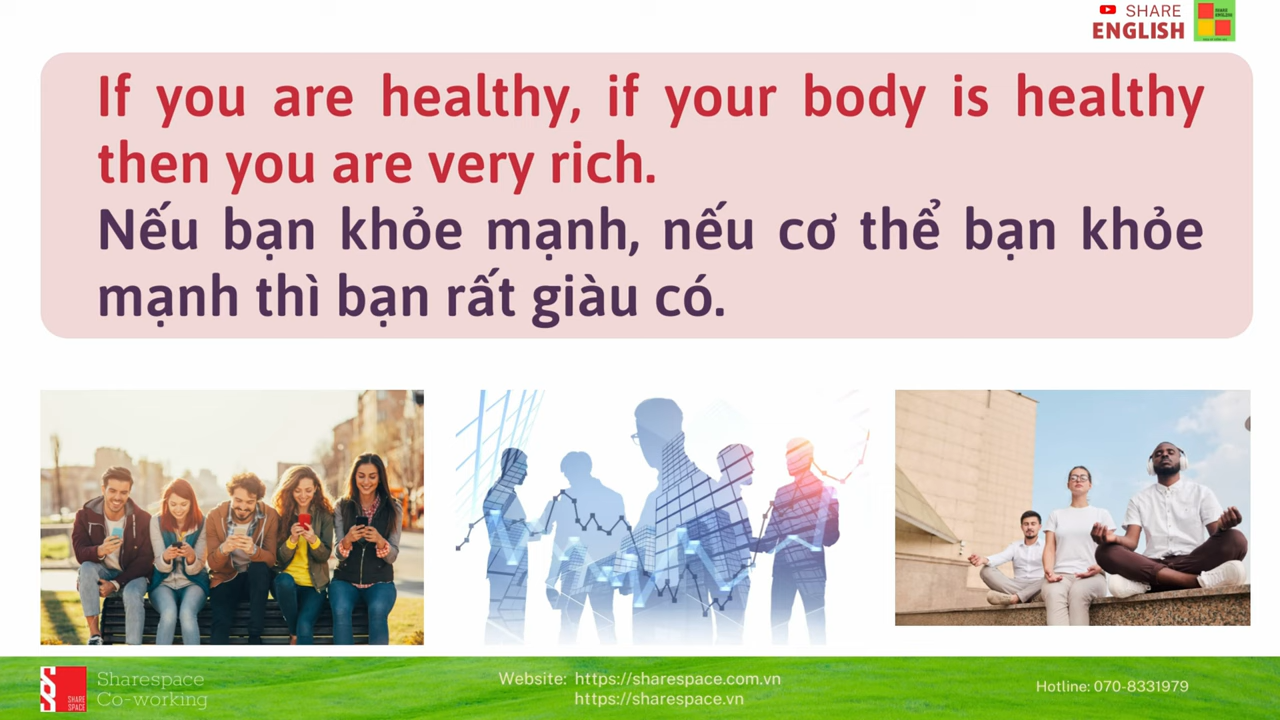 SHARE
ENGLISH
If you are healthy, if your body is healthy
then you are very rich.
Nếu bạn khỏe mạnh, nếu cơ thể bạn khỏe
mạnh thì bạn rất giàu có.
SHARE
SPACE
Sharespace
Co-working
Website: https://sharespace.com.vn
https://sharespace.vn
Hotline: 070-8331979